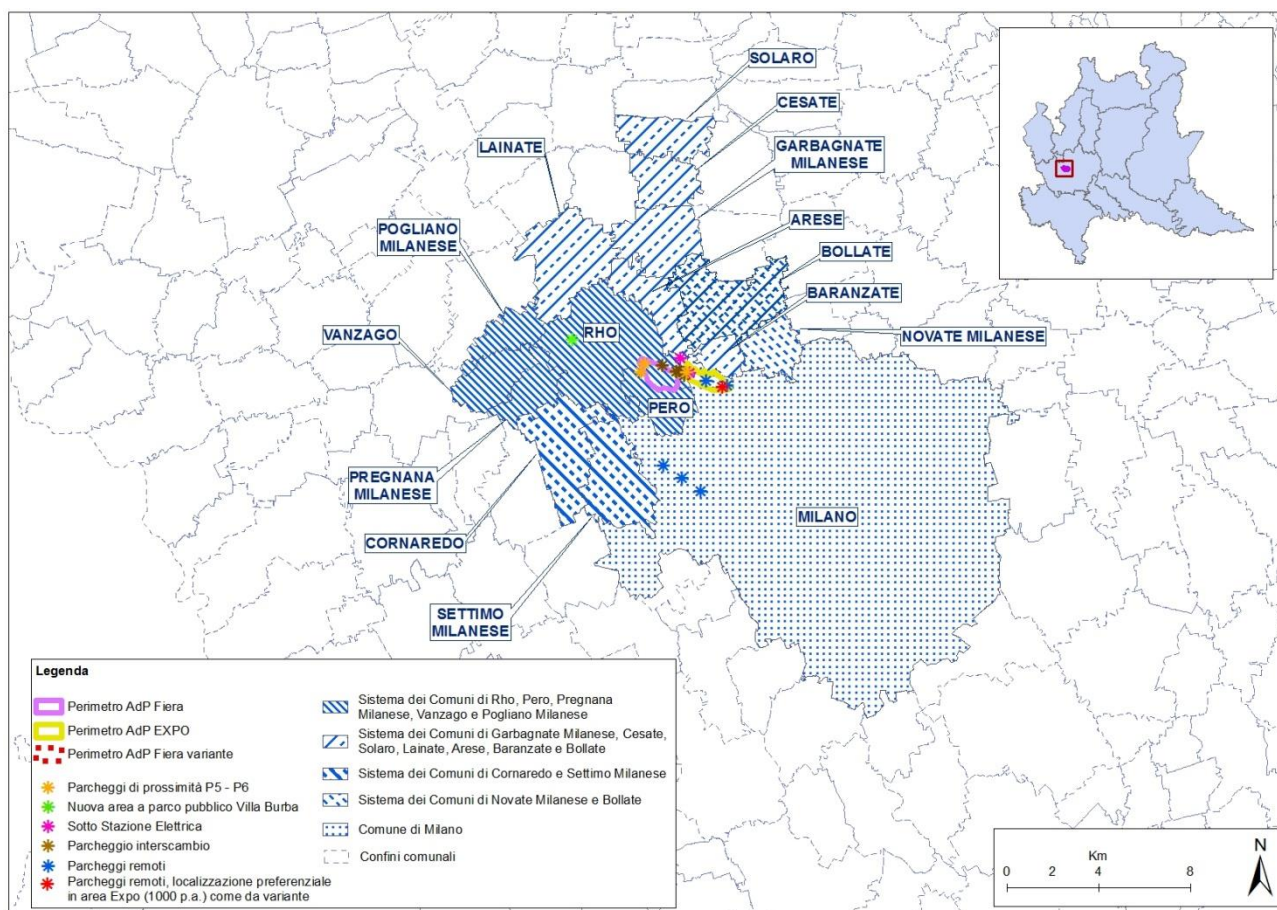 SOLARO
CESATE
LAINATE
GARBAGNATE
MILANESE
ARESE
POGLIANO
MILANESE
BOLLATE
BARANZATE
VANZAGO
RHO
NOVATE MILANESE
PERO
PREGNANA
MILANESE
MILANO
CORNAREDO
SETTIMO
MILANESE
Legenda
Perimetro AdP Fiera
Perimetro AdP EXPO
Perimetro AdP Fiera variante
Parcheggi di prossimità P5 - P6
Nuova area a parco pubblico Villa Burba
Sotto Stazione Elettrica
Parcheggio interscambio
Parcheggi remoti
Parcheggi remoti, localizzazione preferenziale
in area Expo (1000 p.a.) come da variante
Sistema dei Comuni di Rho, Pero, Pregnana
Milanese, Vanzago e Pogliano Milanese
Sistema dei Comuni di Garbagnate Milanese, Cesate,
Solaro, Lainate, Arese, Baranzate e Bollate
Sistema dei Comuni di Cornaredo e Settimo Milanese
Sistema dei Comuni di Novate Milanese e Bollate
Comune di Milano
Confini comunali
Km
0 2 4 8
N